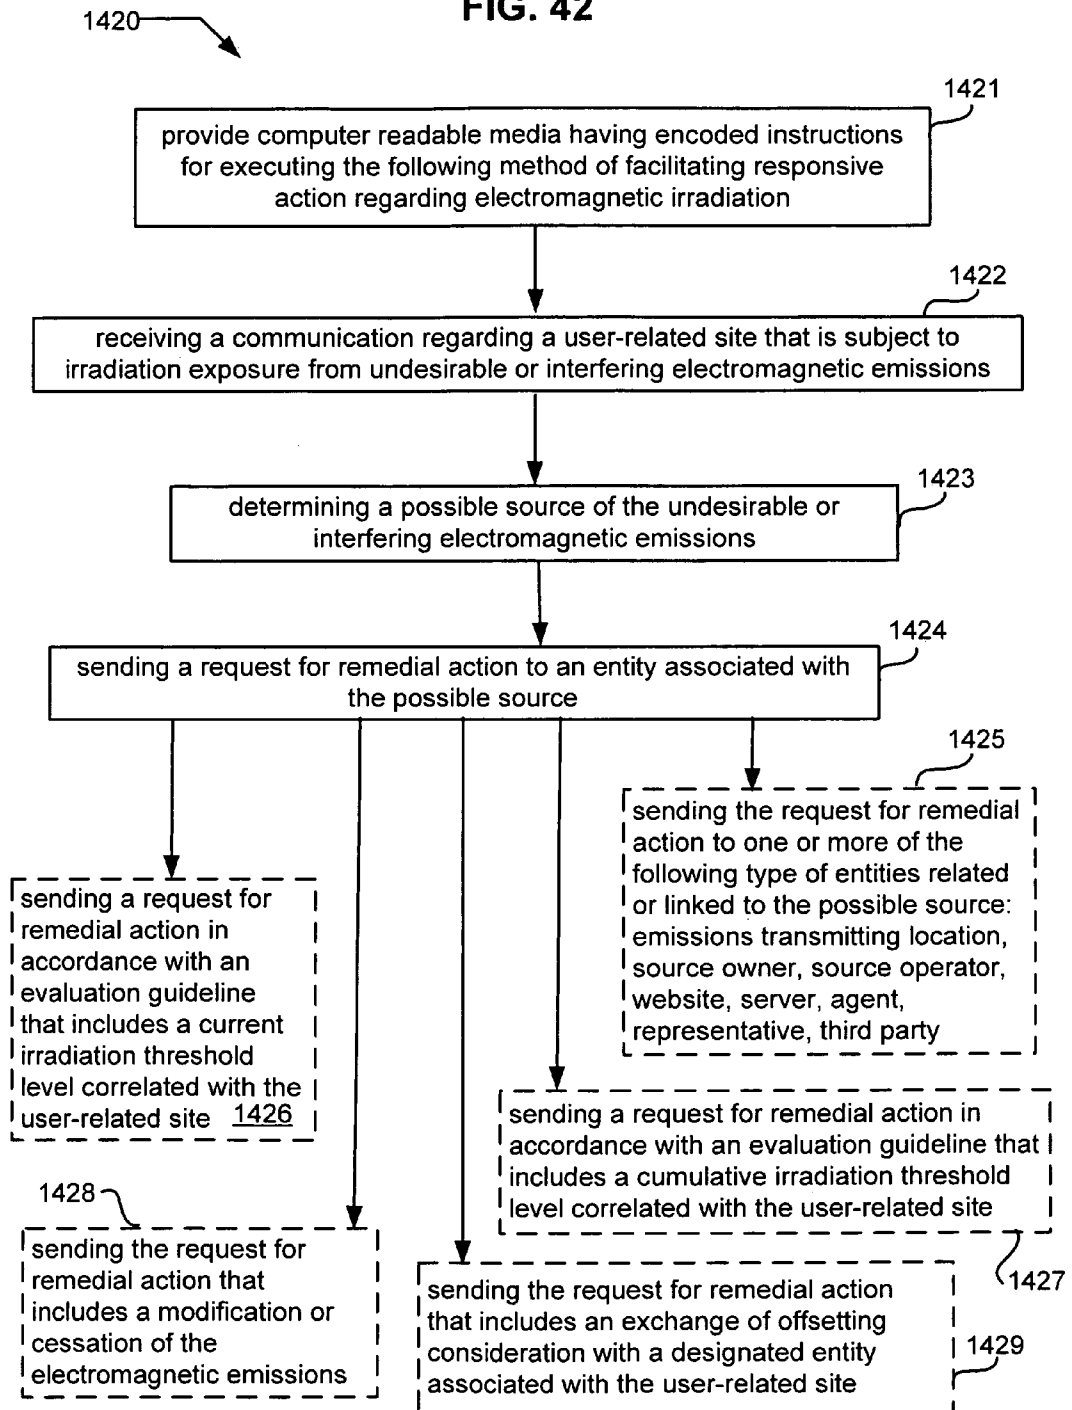 FIG. 42
1420
1421
provide computer readable media having encoded instructions
for executing the following method of facilitating responsive
action regarding electromagnetic irradiation
1422
receiving a communication regarding a user-related site that is subject to
irradiation exposure from undesirable or interfering electromagnetic emissions
1423
determining a possible source of the undesirable or
interfering electromagnetic emissions
1424
sending a request for remedial action to an entity associated with
the possible source
1425
sending the request for remedial
action to one or more of the
following type of entities related
or linked to the possible source:
emissions transmitting location,
source owner, source operator,
website, server, agent,
representative, third party
sending a request for
remedial action in
accordance with an
evaluation guideline
that includes a current
irradiation threshold
level correlated with the
user-related site 1426
sending a request for remedial action in
accordance with an evaluation guideline that
includes a cumulative irradiation threshold
level correlated with the user-related site
1427
1428
sending the request for
remedial action that
includes a modification or
cessation of the
electromagnetic emissions
sending the request for remedial action
that includes an exchange of offsetting
consideration with a designated entity
associated with the user-related site
1429